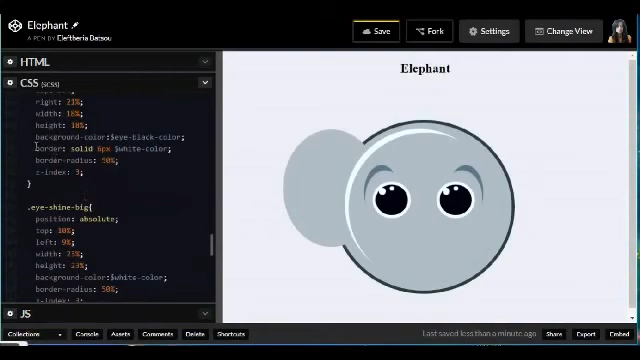 Elephant
A PEN BY Eleftheria Batsou
Save
Fork
Settings
Change View
HTML
CSS (SCSS)
right: 21%;
width: 18%;
height: 18%;
background-color:$eye-black-color;
border: solid 6px $white-color;
border-radius: 50%;
z-index: 3;
}
.eye-shine-big{
position: absolute;
top: 10%;
left: 9%;
width: 23%;
height: 23%;
background-color:$white-color;
border-radius: 50%;
z-index: 3;
JS
Elephant
Collections
Console
Assets
Comments
Delete
Shortcuts
Last saved less than a minute ago
Share
Export
Embed